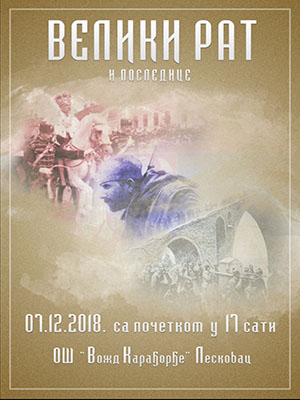 ВЕЛИКИ РАТ
И ПОСЛЕДИЦЕ
07.12.2018. са почетком у 17 сати
ОШ "Вожд Карађорђе" Лесковац